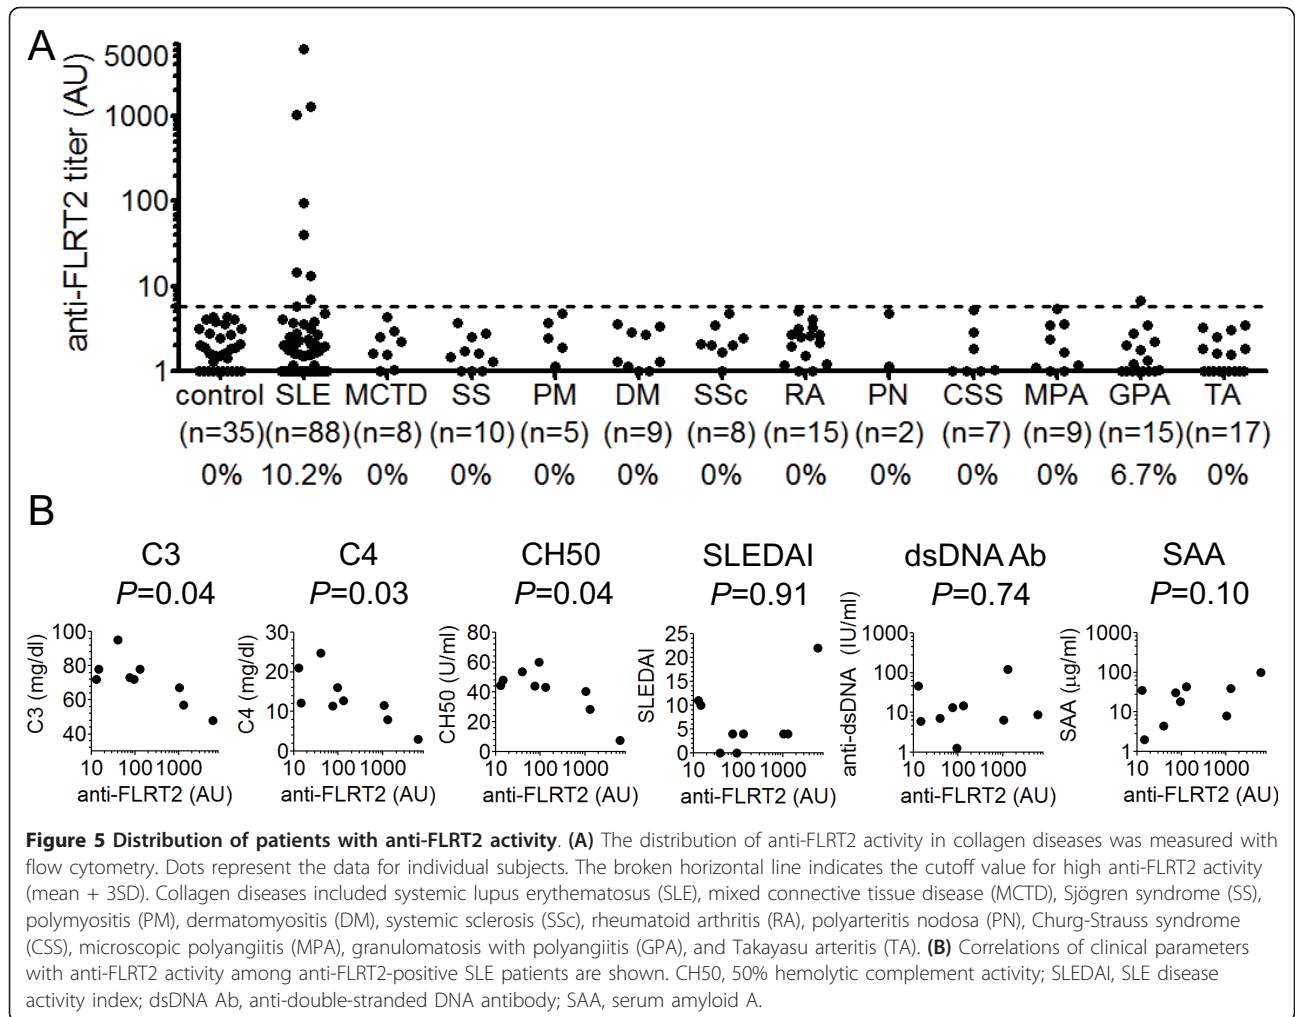 A
anti-FLRT2 titer (AU)
5000
1000
100
10
1
control SLE MCTD SS PM DM SSc RA PN CSS MPA GPA TA
(n=35) (n=88) (n=8) (n=10) (n=5) (n=9) (n=8) (n=15) (n=2) (n=7) (n=9) (n=15) (n=17)
0% 10.2% 0% 0% 0% 0% 0% 0% 0% 0% 0% 6.7% 0%
B
C3
P=0.04
C3 (mg/dl)
100
80
60
40
10 100 1000
anti-FLRT2 (AU)
C4
P=0.03
C4 (mg/dl)
30
20
10
0
10 100 1000
anti-FLRT2 (AU)
CH50
P=0.04
CH50 (U/ml)
80
60
40
20
0
10 100 1000
anti-FLRT2 (AU)
SLEDAI
P=0.91
SLEDAI
25
20
15
10
5
0
10 100 1000
anti-FLRT2 (AU)
dsDNA Ab
P=0.74
anti-dsDNA (IU/ml)
1000
100
10
1
10 100 1000
anti-FLRT2 (AU)
SAA
P=0.10
SAA (μg/ml)
1000
100
10
1
10 100 1000
anti-FLRT2 (AU)
Figure 5 Distribution of patients with anti-FLRT2 activity. (A) The distribution of anti-FLRT2 activity in collagen diseases was measured with
flow cytometry. Dots represent the data for individual subjects. The broken horizontal line indicates the cutoff value for high anti-FLRT2 activity
(mean + 3SD). Collagen diseases included systemic lupus erythematosus (SLE), mixed connective tissue disease (MCTD), Sjögren syndrome (SS),
polymyositis (PM), dermatomyositis (DM), systemic sclerosis (SSc), rheumatoid arthritis (RA), polyarteritis nodosa (PN), Churg-Strauss syndrome
(CSS), microscopic polyangiitis (MPA), granulomatosis with polyangiitis (GPA), and Takayasu arteritis (TA). (B) Correlations of clinical parameters
with anti-FLRT2 activity among anti-FLRT2-positive SLE patients are shown. CH50, 50% hemolytic complement activity; SLEDAI, SLE disease
activity index; dsDNA Ab, anti-double-stranded DNA antibody; SAA, serum amyloid A.